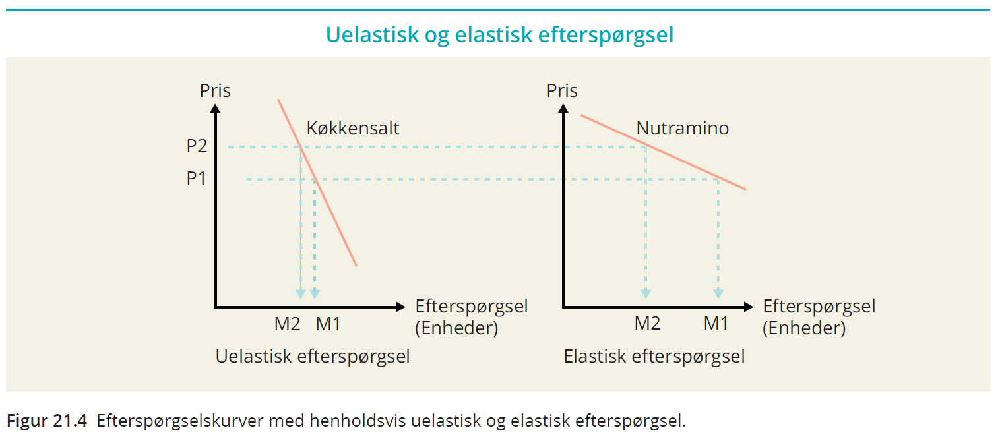 Uelastisk og elastisk efterspørgsel
Pris
Køkkensalt
P2
P1
M2 M1
Efterspørgsel
(Enheder)
Uelastisk efterspørgsel
Pris
Nutramino
M2 M1
Efterspørgsel
(Enheder)
Elastisk efterspørgsel
Figur 21.4 Efterspørgselskurver med henholdsvis uelastisk og elastisk efterspørgsel.